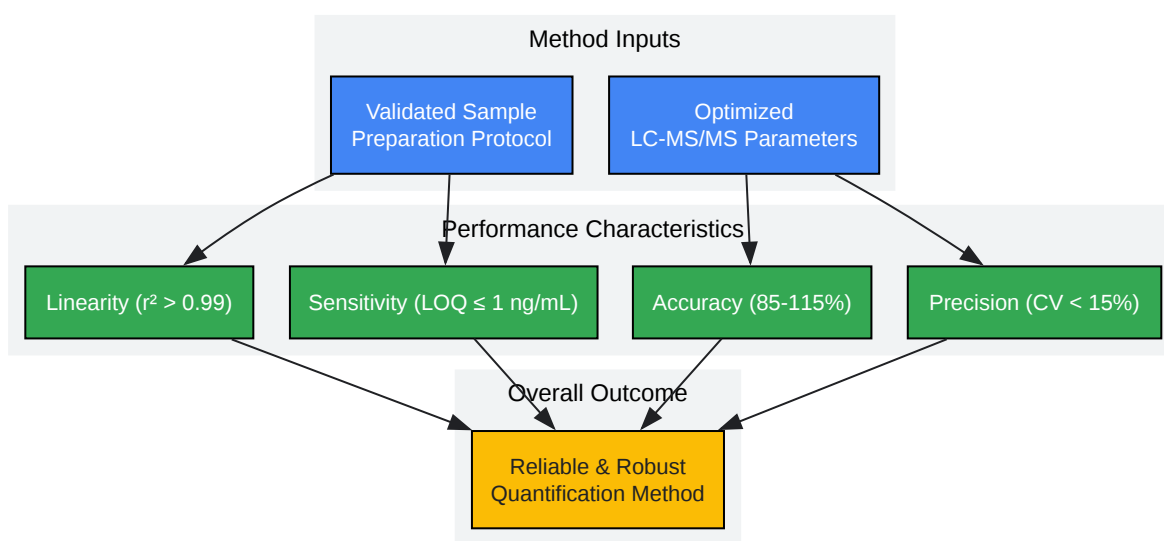 Method Inputs
Validated Sample
Preparation Protocol
Optimized
LC-MS/MS Parameters
Performance Characteristics
Linearity (r² > 0.99)
Sensitivity (LOQ ≤ 1 ng/mL)
Accuracy (85-115%)
Precision (CV < 15%)
Overall Outcome
Reliable & Robust
Quantification Method